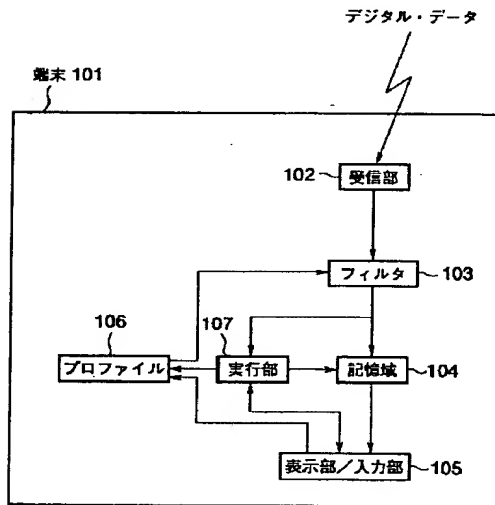 デジタル・データ
端末 101
102
受信部
フィルタ
103
106
107
プロファイル
実行部
記憶域
104
表示部/入力部
105